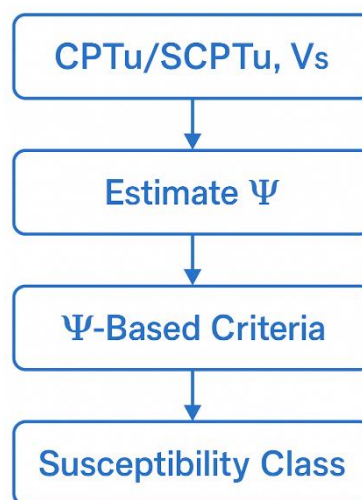 CPTu/SCPTu, Vs
Estimate Ψ
Ψ-Based Criteria
Susceptibility Class